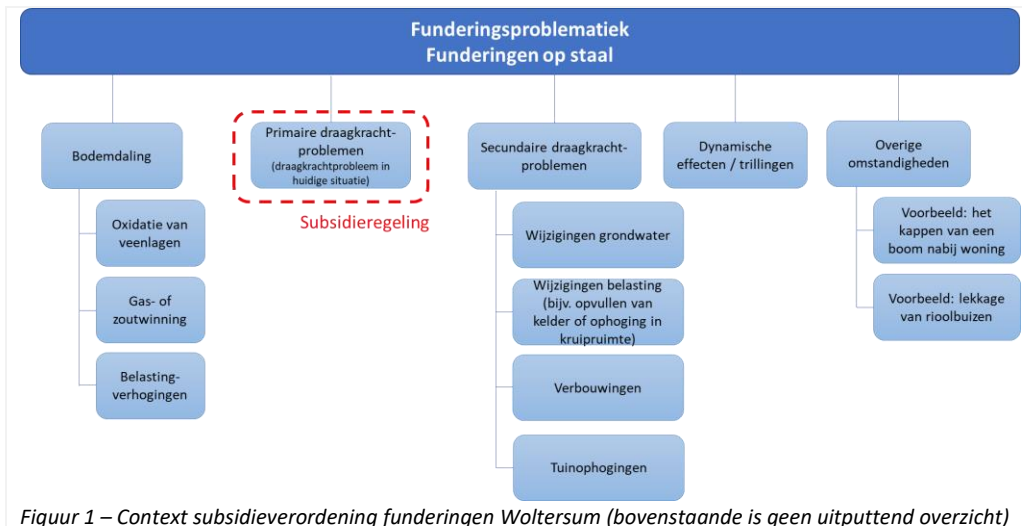 Funderingsproblematiek
Funderingen op staal
Bodemdaling
Oxidatie van
veenlagen
Gas- of
zoutwinning
Belasting-
verhogingen
Primaire draagkracht-
problemen
(draagkrachtprobleem in
huidige situatie)
Subsidieregeling
Secundaire draagkracht-
problemen
Wijzigingen grondwater
Wijzigingen belasting
(bijv. opvullen van
kelder of ophoging in
kruipruimte)
Verbouwingen
Tuinophogingen
Dynamische
effecten / trillingen
Overige
omstandigheden
Voorbeeld: het
kappen van een
boom nabij woning
Voorbeeld: lekkage
van rioolbuizen
Figuur 1 – Context subsidieverordening funderingen Woltersum (bovenstaande is geen uitputtend overzicht)